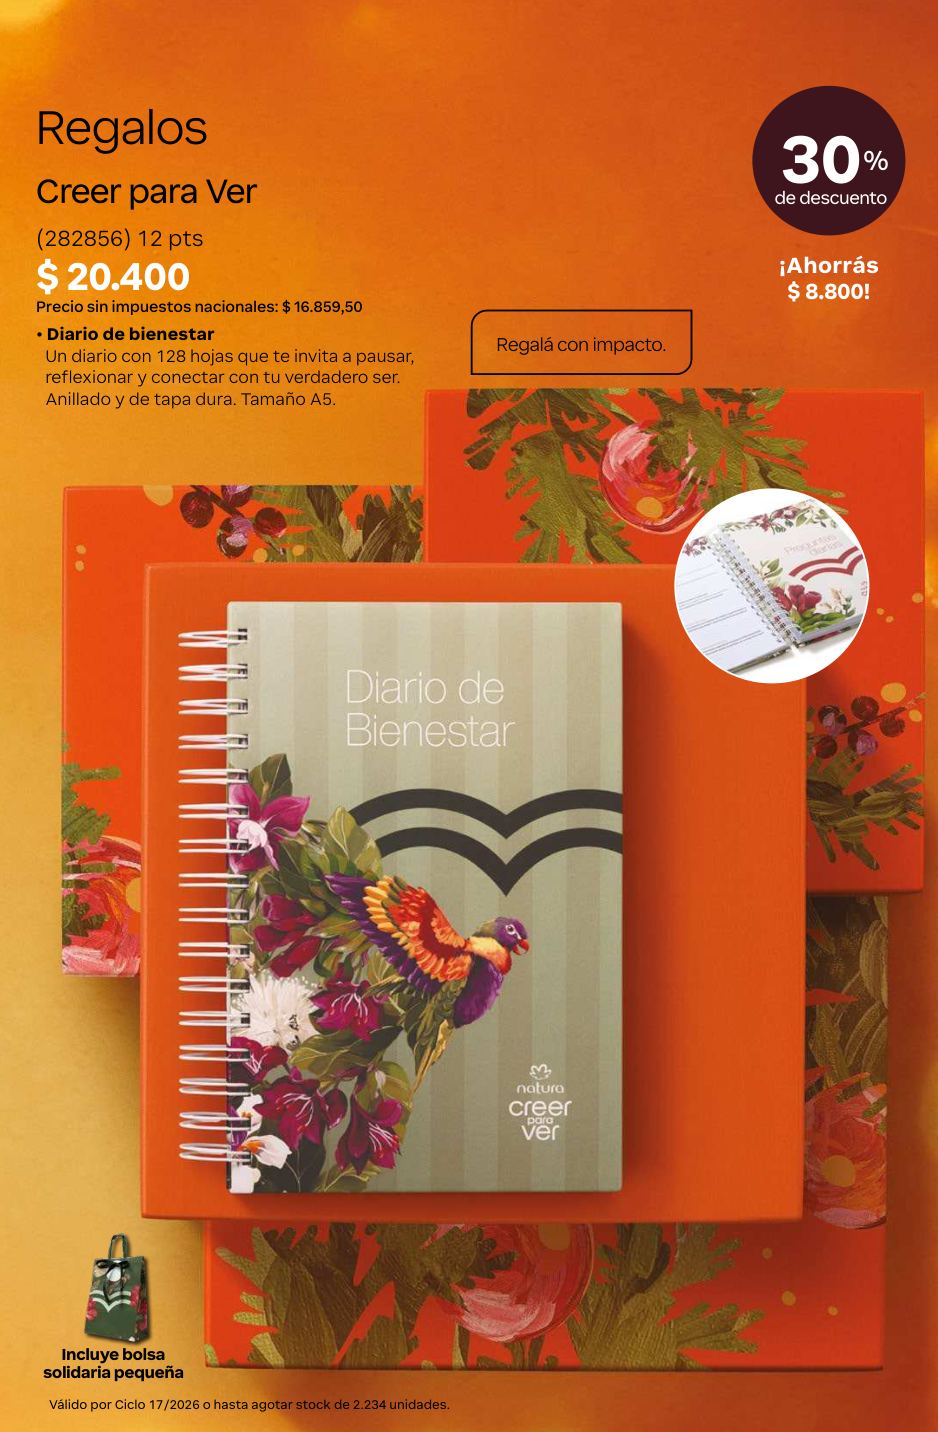 Regalos
Creer para Ver
(282856) 12 pts
$ 20.400
Precio sin impuestos nacionales: $ 16.859,50
• Diario de bienestar
Un diario con 128 hojas que te invita a pausar,
reflexionar y conectar con tu verdadero ser.
Anillado y de tapa dura. Tamaño A5.
30%
de descuento
¡Ahorrás
$ 8.800!
Regalá con impacto.
Preguntas
Diarias
Diario de
Bienestar
natura
creer
para
ver
Incluye bolsa
solidaria pequeña
Válido por Ciclo 17/2026 o hasta agotar stock de 2.234 unidades.